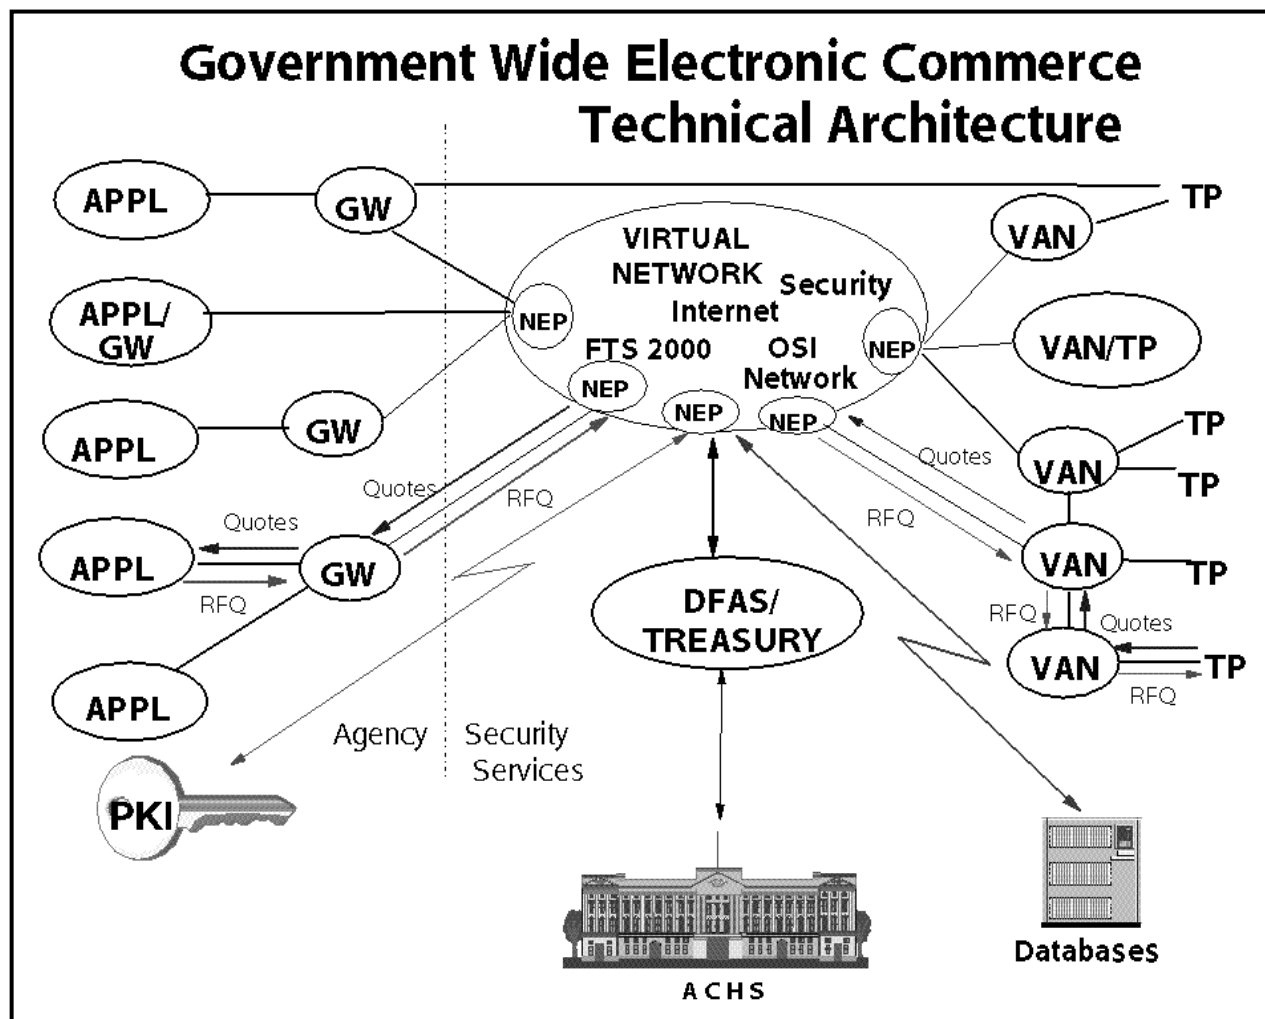 Government Wide Electronic Commerce
Technical Architecture
APPL
GW
TP
VAN
VIRTUAL
NETWORK
Security
Internet
APPL/
GW
NEP
NEP
VAN/TP
FTS 2000
OSI
Network
NEP
NEP
NEP
APPL
GW
VAN
TP
TP
Quotes
RFQ
Quotes
RFQ
Quotes
APPL
RFQ
GW
VAN
TP
DFAS/
TREASURY
RFQ
Quotes
VAN
TP
RFQ
APPL
Agency
Security
Services
PKI
Databases
ACHS